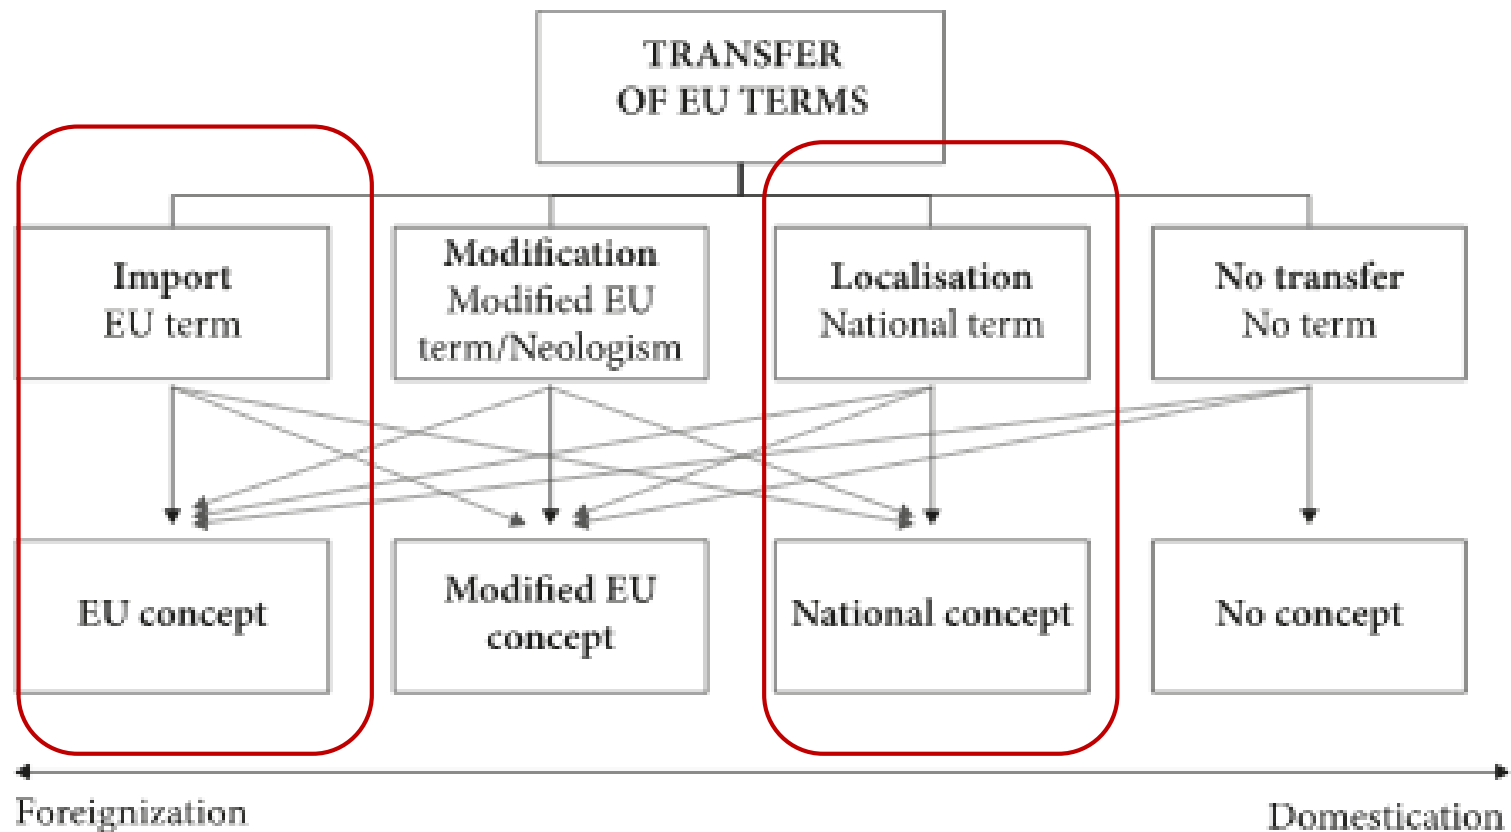 TRANSFER
OF EU TERMS
Import
EU term
Modification
Modified EU
term/Neologism
Localisation
National term
No transfer
No term
EU concept
Modified EU
concept
National concept
No concept
Foreignization
Domestication